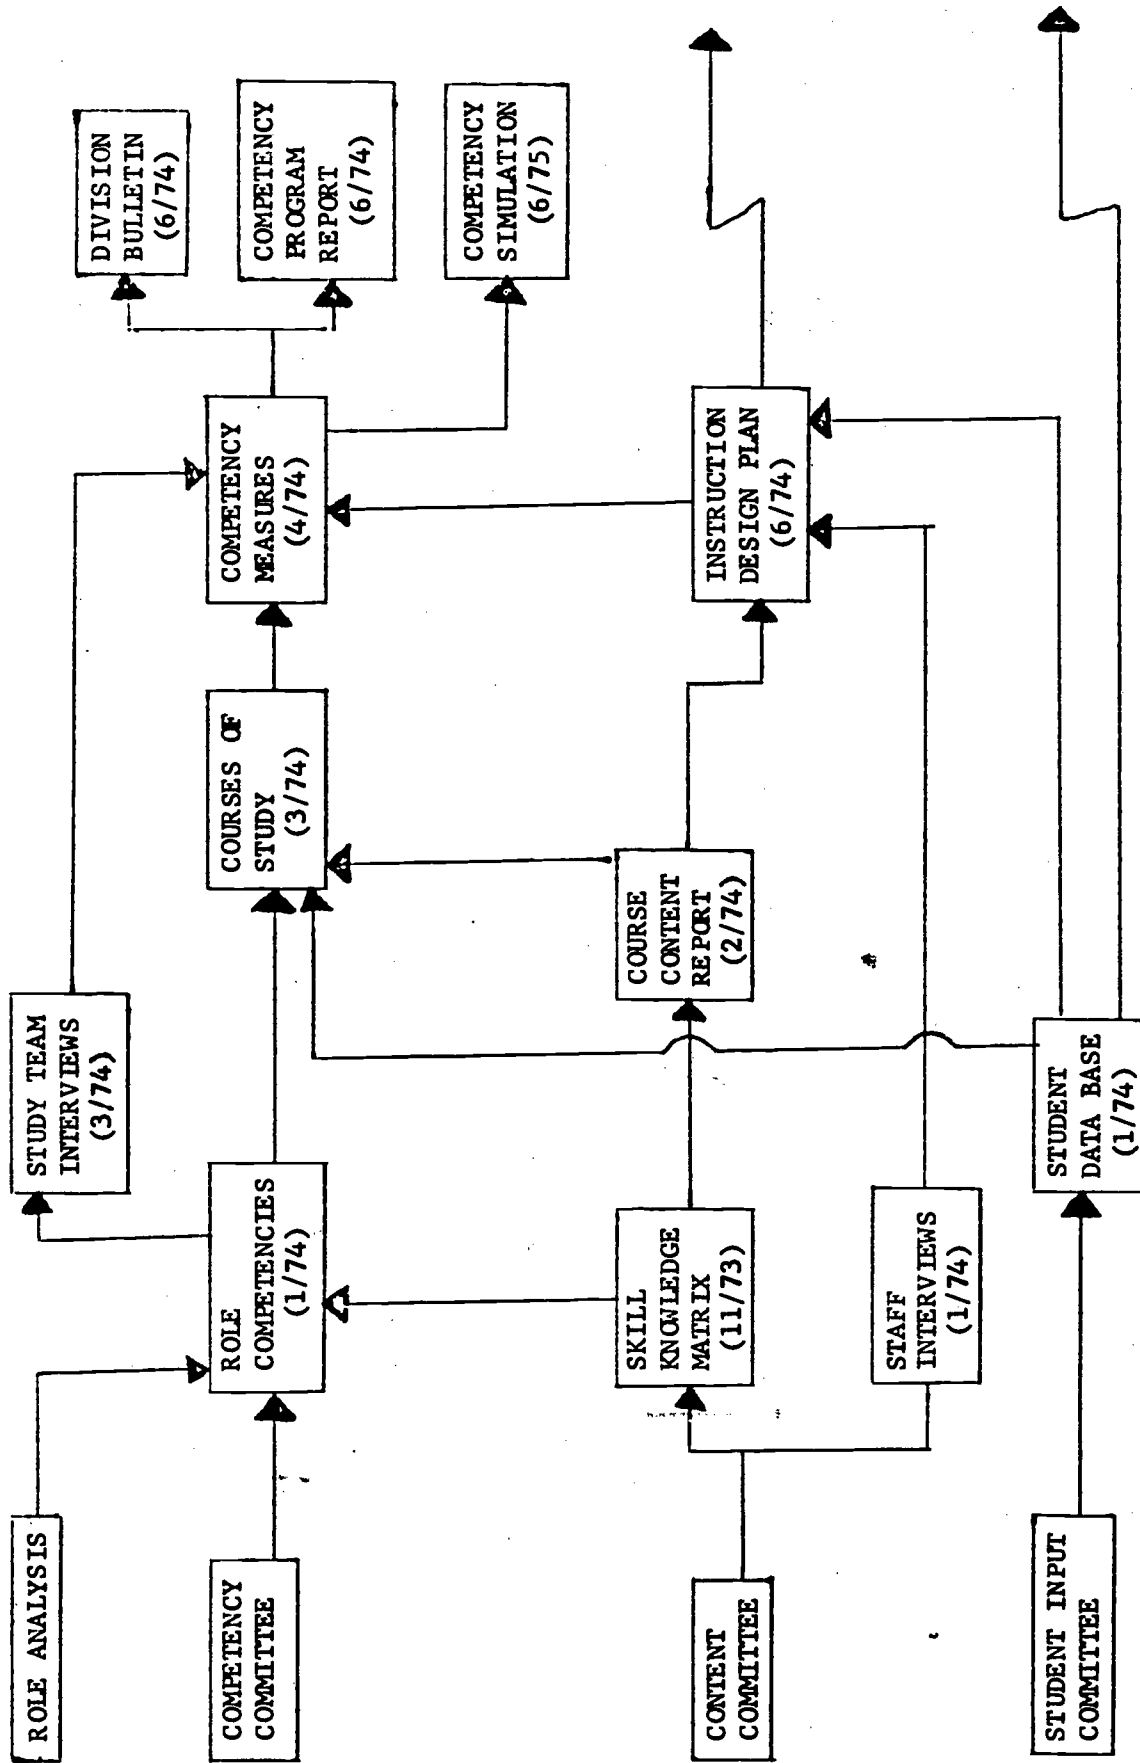 ROLE ANALYSIS
STUDY TEAM
INTERVIEWS
(3/74)
DIVISION
BULLETIN
(6/74)
COMPETENCY
COMMITTEE
ROLE
COMPETENCIES
(1/74)
COURSES OF
STUDY
(3/74)
COMPETENCY
MEASURES
(4/74)
COMPETENCY
PROGRAM
REPORT
(6/74)
COMPETENCY
SIMULATION
(6/75)
CONTENT
COMMITTEE
SKILL
KNOWLEDGE
MATRIX
(11/73)
COURSE
CONTENT
REPORT
(2/74)
INSTRUCTION
DESIGN PLAN
(6/74)
STAFF
INTERVIEWS
(1/74)
STUDENT INPUT
COMMITTEE
STUDENT
DATA BASE
(1/74)